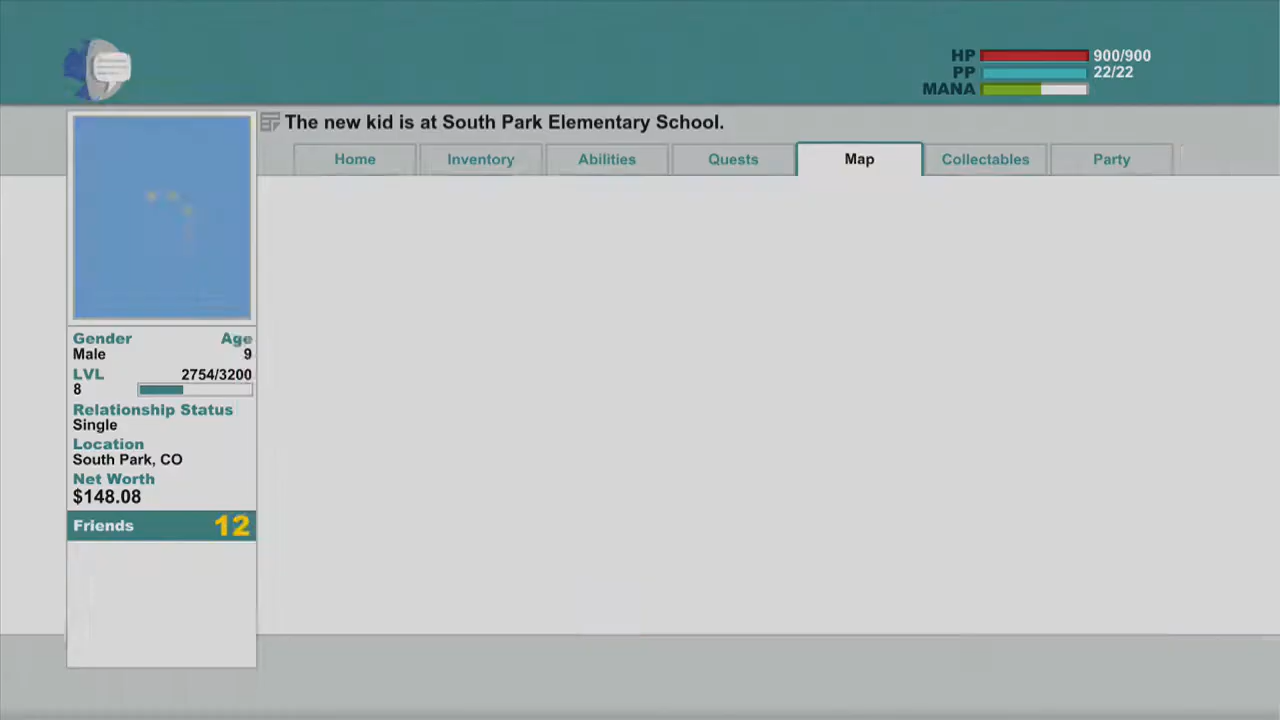 HP 900/900
PP 22/22
MANA
The new kid is at South Park Elementary School.
Home Inventory Abilities Quests Map Collectables Party
Gender Age
Male 9
LVL 2754/3200
8
Relationship Status
Single
Location
South Park, CO
Net Worth
$148.08
Friends 12